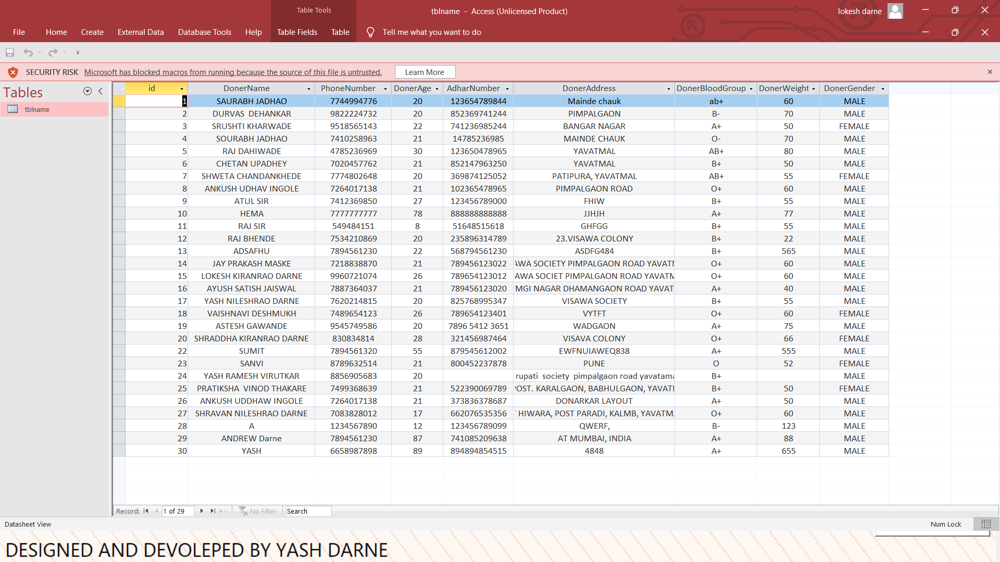 Table Tools
tblname - Access (Unlicensed Product)
lokesh darne
File Home Create External Data Database Tools Help Table Fields Table Tell me what you want to do
SECURITY RISK Microsoft has blocked macros from running because the source of this file is untrusted. Learn More
Tables
tblname
id DonerName PhoneNumber DonerAge AdharNumber DonerAddress DonerBloodGroup DonerWeight DonerGender
1 SAURABH JADHAO 7744994776 20 123654789844 Mainde chauk ab+ 60 MALE
2 DURVAS  DEHANKAR 9822224732 20 852369741244 PIMPALGAON B- 70 MALE
3 SRUSHTI KHARWADE 9518565143 22 741236985244 BANGAR NAGAR A+ 50 FEMALE
4 SOURABH JADHAO 7410258963 21 14785236985 MAINDE CHAUK O- 70 MALE
5 RAJ DAHIWADE 4785236969 30 123650478965 YAVATMAL AB+ 80 MALE
6 CHETAN UPADHEY 7020457762 21 852147963250 YAVATMAL B+ 50 MALE
7 SHWETA CHANDANKHEDE 7774802648 20 369874125052 PATIPURA, YAVATMAL AB+ 55 FEMALE
8 ANKUSH UDHAV INGOLE 7264017138 21 102365478965 PIMPALGAON ROAD O+ 60 MALE
9 ATUL SIR 7412369850 27 123456789000 FHIW B+ 55 MALE
10 HEMA 7777777777 78 888888888888 JJHJH A+ 77 MALE
11 RAJ SIR 549484151 8 51648515618 GHFGG B+ 55 MALE
12 RAJ BHENDE 7534210869 20 235896314789 23.VISAWA COLONY B+ 22 MALE
13 ADSAFHU 7894561230 22 568794561230 ASDFG484 B+ 565 MALE
14 JAY PRAKASH MASKE 7218838870 21 789456123022 AWA SOCIETY PIMPALGAON ROAD YAVATM O+ 60 MALE
15 LOKESH KIRANRAO DARNE 9960721074 26 789654123012 AWA SOCIET PIMPALGAON ROAD YAVATM O+ 60 MALE
16 AYUSH SATISH JAISWAL 7887364037 21 789456123020 MGI NAGAR DHAMANGAON ROAD YAVAT A+ 40 MALE
17 YASH NILESHRAO DARNE 7620214815 20 825768995347 VISAWA SOCIETY B+ 55 MALE
18 VAISHNAVI DESHMUKH 7489654123 26 789654123401 VYTFT O+ 60 FEMALE
19 ASTESH GAWANDE 9545749586 20 7896 5412 3651 WADGAON A+ 75 MALE
20 SHRADDHA KIRANRAO DARNE 830834814 28 321456987464 VISAVA COLONY O+ 66 FEMALE
22 SUMIT 7894561320 55 879545612002 EWFNUIAWEQ838 A+ 555 MALE
23 SANVI 8789632514 21 800452237878 PUNE O 52 FEMALE
24 YASH RAMESH VIRUTKAR 8856905683 20 rupati  society  pimpalgaon road yavatama B+ MALE
25 PRATIKSHA  VINOD THAKARE 7499368639 21 522390069789 POST. KARALGAON, BABHULGAON, YAVATI B+ 50 FEMALE
26 ANKUSH UDDHAW INGOLE 7264017138 21 373836378687 DONARKAR LAYOUT A+ 50 MALE
27 SHRAVAN NILESHRAO DARNE 7083828012 17 662076535356 HIWARA, POST PARADI, KALMB, YAVATM. O+ 60 MALE
28 A 1234567890 12 123456789099 QWERF, B- 123 MALE
29 ANDREW Darne 7894561230 87 741085209638 AT MUMBAI, INDIA A+ 88 MALE
30 YASH 6658987898 89 894894854515 4848 A+ 655 MALE
Record: 1 of 29 No Filter Search
Datasheet View Num Lock
DESIGNED AND DEVOLEPED BY YASH DARNE